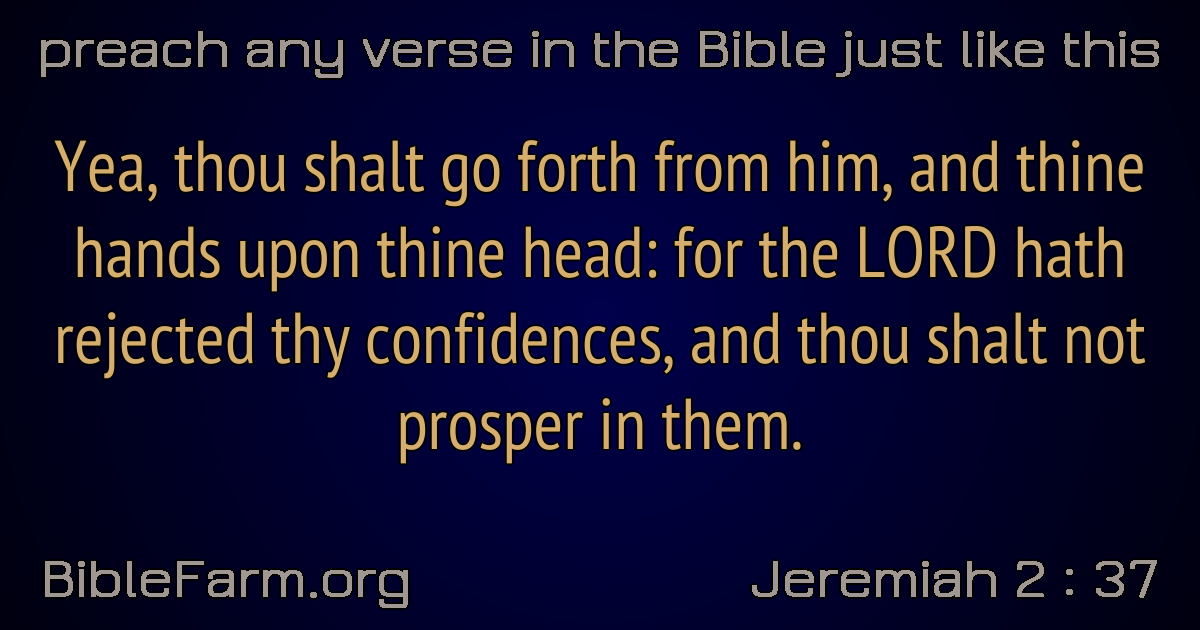 preach any verse in the Bible just like this
Yea, thou shalt go forth from him, and thine
hands upon thine head: for the LORD hath
rejected thy confidences, and thou shalt not
prosper in them.
BibleFarm.org
Jeremiah 2 : 37